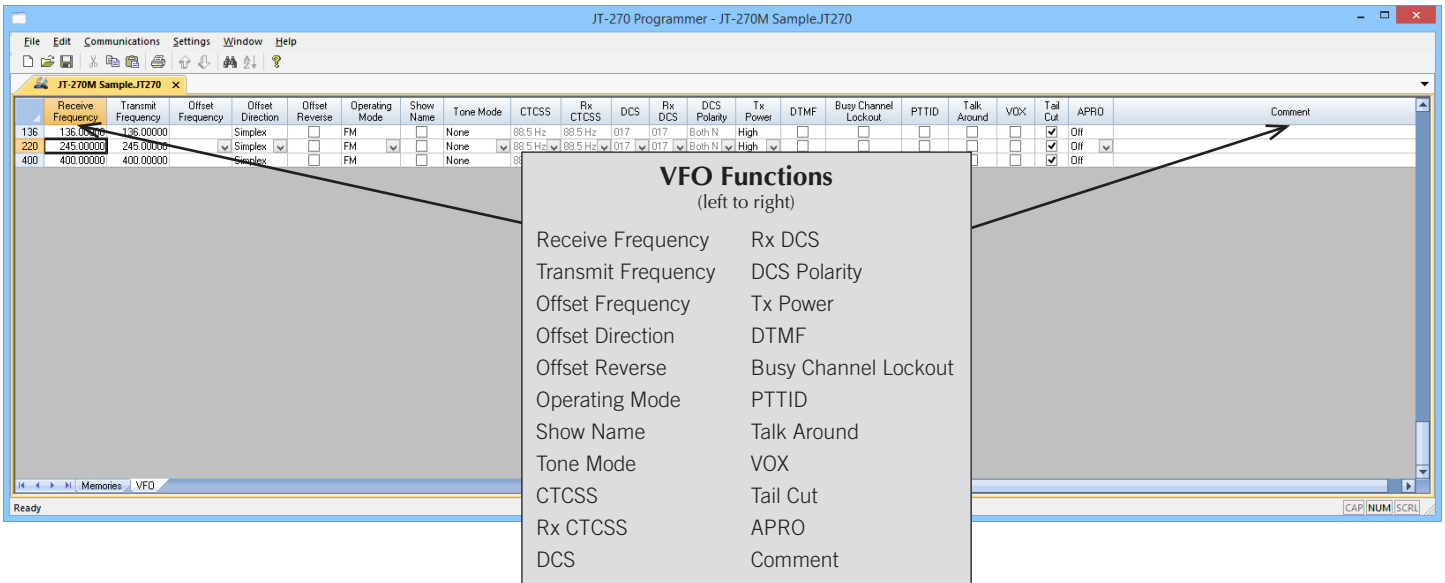 JT-270 Programmer - JT-270M Sample.JT270
File Edit Communications Settings Window Help
JT-270M Sample.JT270
Receive Frequency Transmit Frequency Offset Frequency Offset Direction Offset Reverse Operating Mode Show Name Tone Mode CTCSS Rx CTCSS DCS Rx DCS DCS Polarity Tx Power DTMF Busy Channel Lockout PTTID Talk Around VOX Tail Cut APRO Comment
136 136.00000 136.00000 Simplex FM None 88.5 Hz 88.5 Hz 017 017 Both N High Off
220 245.00000 245.00000 Simplex FM None 88.5 Hz 88.5 Hz 017 017 Both N High Off
400 400.00000 400.00000 Simplex FM None Off
VFO Functions
(left to right)
Receive Frequency
Transmit Frequency
Offset Frequency
Offset Direction
Offset Reverse
Operating Mode
Show Name
Tone Mode
CTCSS
Rx CTCSS
DCS
Rx DCS
DCS Polarity
Tx Power
DTMF
Busy Channel Lockout
PTTID
Talk Around
VOX
Tail Cut
APRO
Comment
Memories VFO
Ready CAP NUM SCRL